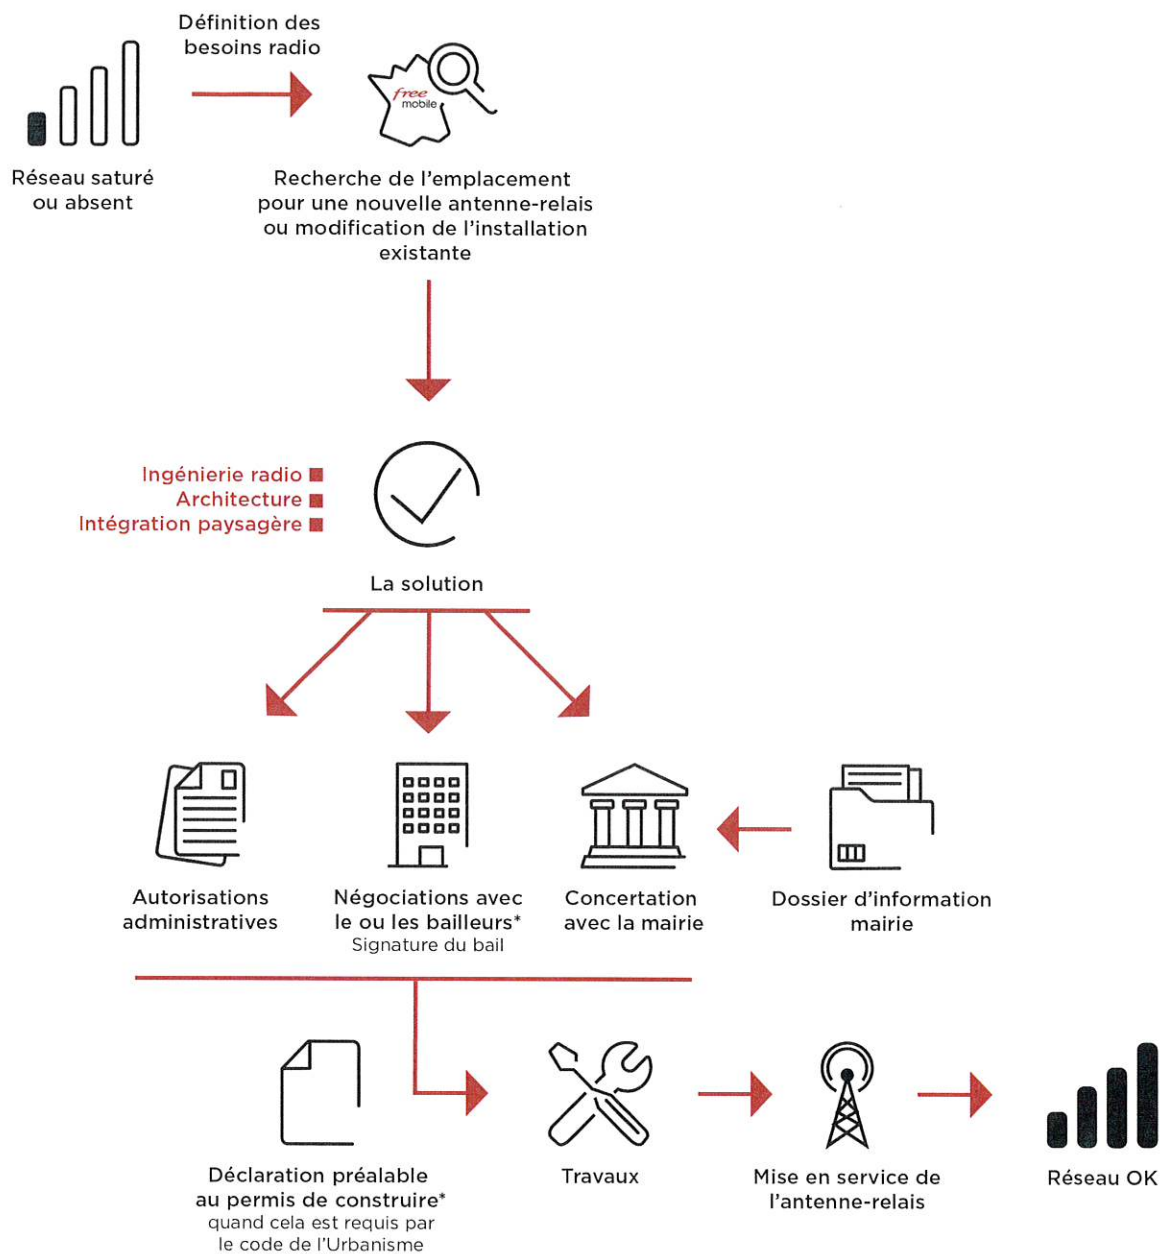 Définition des
besoins radio
free
mobile
Réseau saturé
ou absent
Recherche de l'emplacement
pour une nouvelle antenne-relais
ou modification de l'installation
existante
Ingénierie radio
Architecture
Intégration paysagère
La solution
Autorisations
administratives
Négociations avec
le ou les bailleurs*
Signature du bail
Concertation
avec la mairie
Dossier d'information
mairie
Déclaration préalable
au permis de construire*
quand cela est requis par
le code de l'Urbanisme
Travaux
Mise en service de
l'antenne-relais
Réseau OK